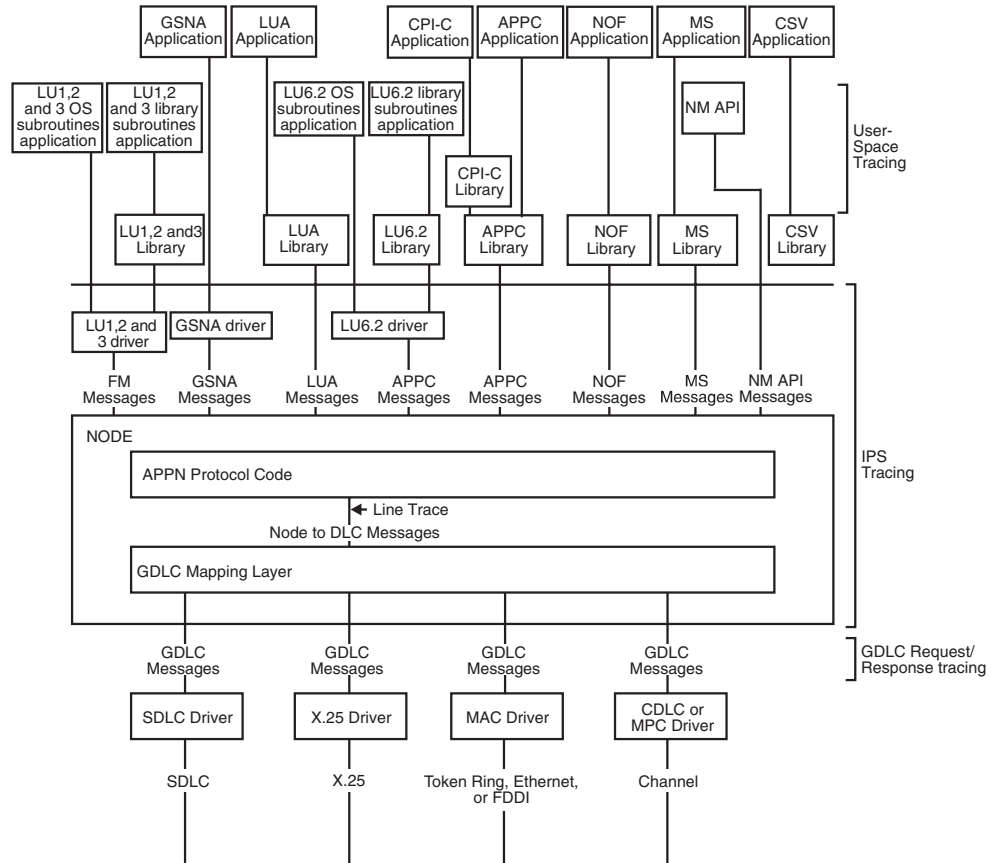 GSNA
Application
LUA
Application
CPI-C
Application
APPC
Application
NOF
Application
MS
Application
CSV
Application
LU1,2
and 3 OS
subroutines
application
LU1,2
and 3 library
subroutines
application
LU6.2 OS
subroutines
application
LU6.2 library
subroutines
application
NM API
User-
Space
Tracing
CPI-C
Library
LU1,2 and3
Library
LUA
Library
LU6.2
Library
APPC
Library
NOF
Library
MS
Library
CSV
Library
LU1,2 and
3 driver
GSNA driver
LU6.2 driver
FM
Messages
GSNA
Messages
LUA
Messages
APPC
Messages
APPC
Messages
NOF
Messages
MS
Messages
NM API
Messages
NODE
APPN Protocol Code
Line Trace
Node to DLC Messages
GDLC Mapping Layer
IPS
Tracing
GDLC
Messages
GDLC
Messages
GDLC
Messages
GDLC
Messages
GDLC Request/
Response tracing
SDLC Driver
X.25 Driver
MAC Driver
CDLC or
MPC Driver
SDLC
X.25
Token Ring, Ethernet,
or FDDI
Channel